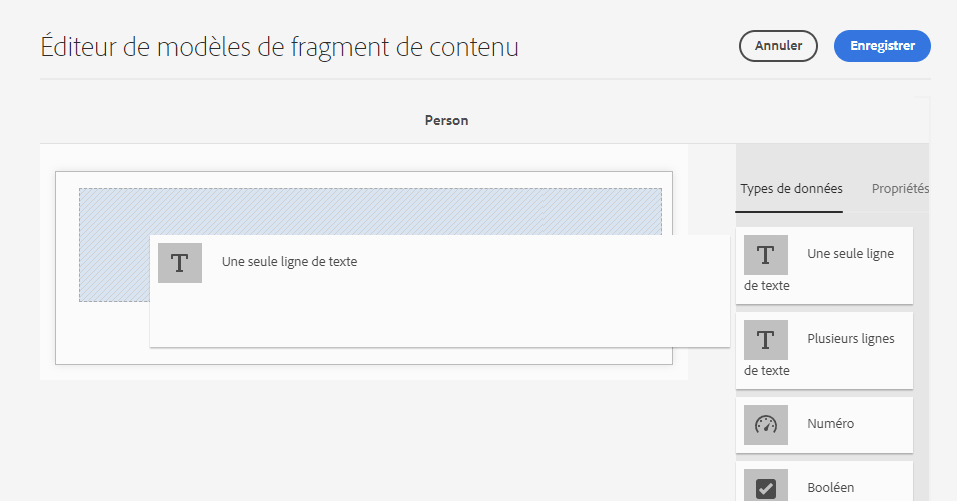 Éditeur de modèles de fragment de contenu
Annuler
Enregistrer
Person
Types de données
Propriétés
Une seule ligne de texte
Une seule ligne
de texte
Plusieurs lignes
de texte
Numéro
Booléen